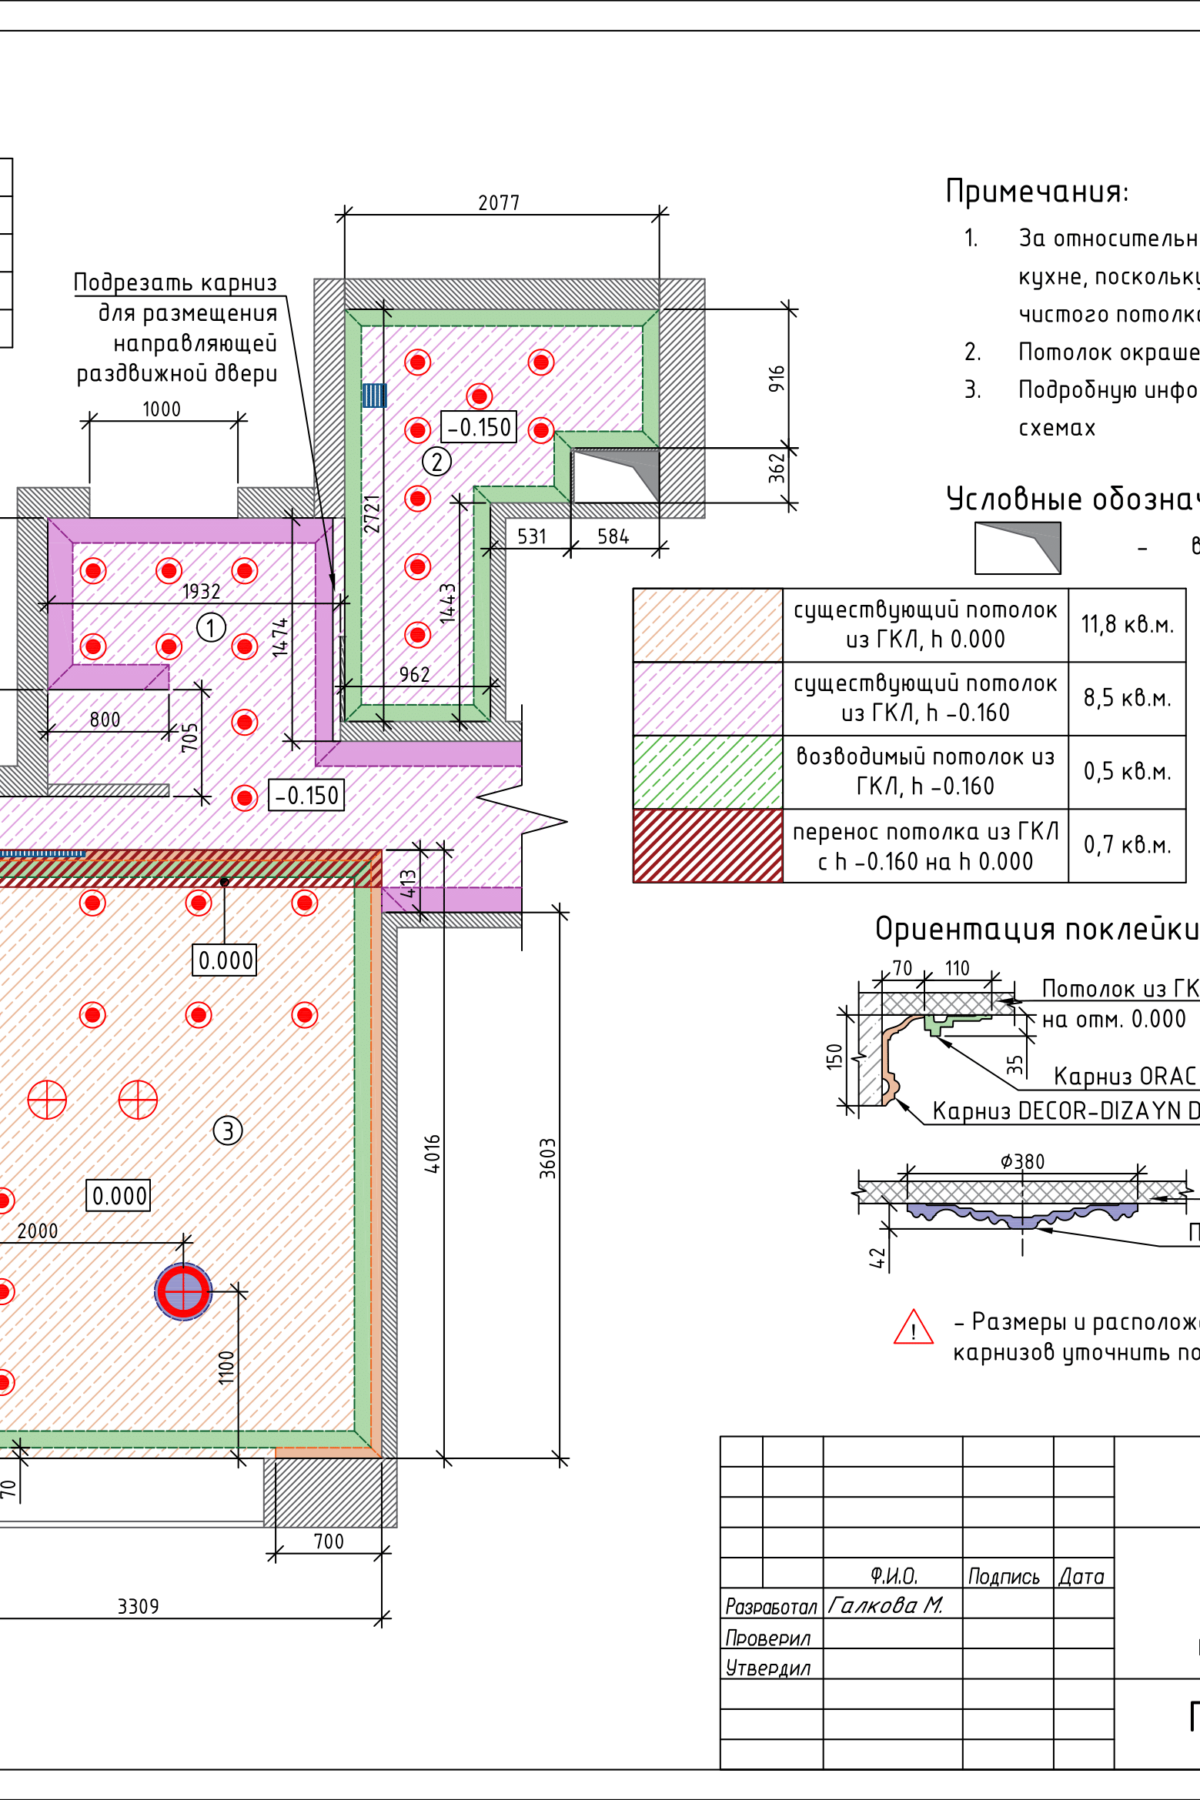 2077
Подрезать карниз
для размещения
направляющей
раздвижной двери
1000
916
362
-0.150
2
2721
531
584
1443
962
1932
1
1474
800
705
-0.150
413
0.000
3
4016
3603
0.000
2000
1100
70
700
3309
Примечания:
1. За относительн
кухне, поскольку
чистого потолка
2. Потолок окраше
3. Подробную инфо
схемах
Условные обознач
- в
существующий потолок
из ГКЛ, h 0.000
11,8 кв.м.
существующий потолок
из ГКЛ, h -0.160
8,5 кв.м.
возводимый потолок из
ГКЛ, h -0.160
0,5 кв.м.
перенос потолка из ГКЛ
с h -0.160 на h 0.000
0,7 кв.м.
Ориентация поклейки
70
110
Потолок из ГК
на отм. 0.000
150
35
Карниз ORAC
Карниз DECOR-DIZAYN D
ϕ380
42
П
!
- Размеры и располож
карнизов уточнить по
Ф.И.О. Подпись Дата
Разработал Галкова М.
Проверил
Утвердил